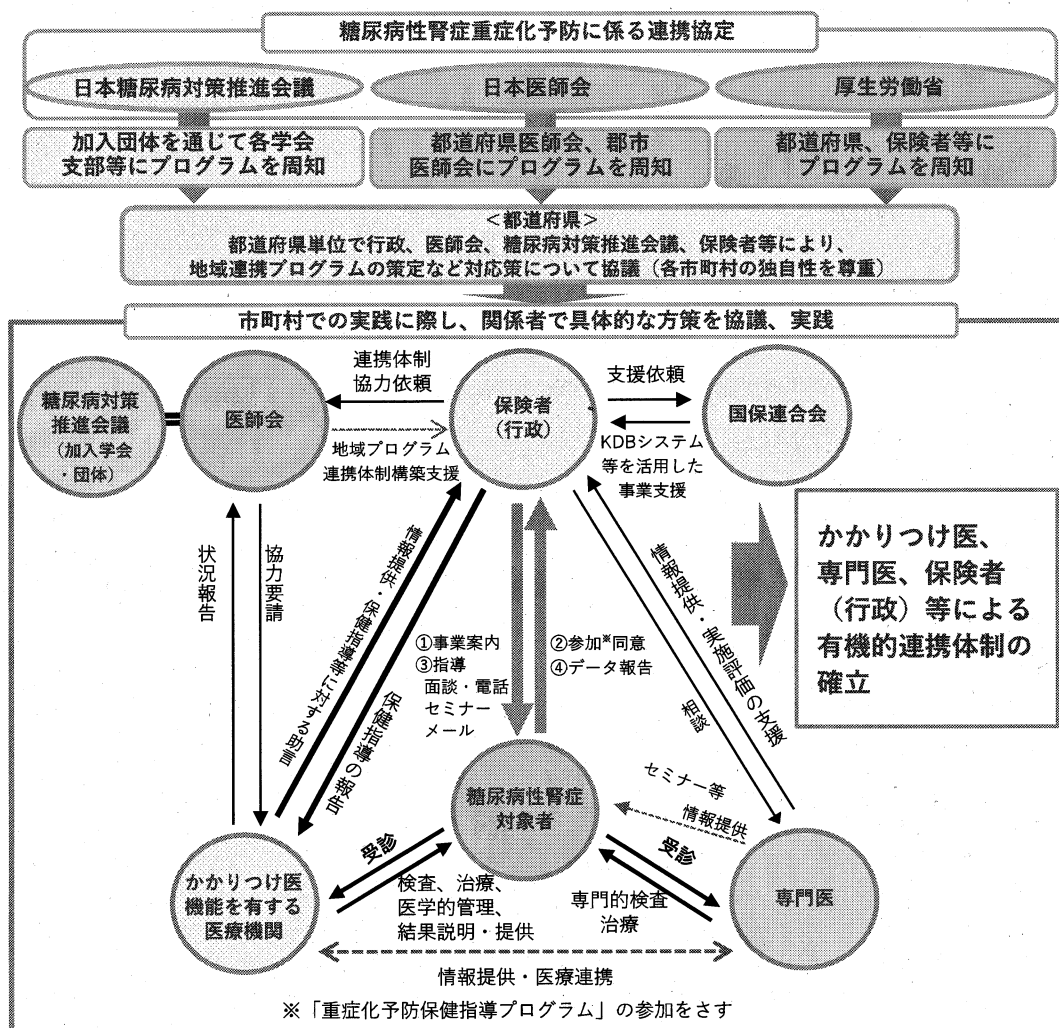 糖尿病性腎症重症化予防に係る連携協定
日本糖尿病対策推進会議
日本医師会
厚生労働省
加入団体を通じて各学会
支部等にプログラムを周知
都道府県医師会、郡市
医師会にプログラムを周知
都道府県、保険者等に
プログラムを周知
＜都道府県＞
都道府県単位で行政、医師会、糖尿病対策推進会議、保険者等により、
地域連携プログラムの策定など対応策について協議（各市町村の独自性を尊重）
市町村での実践に際し、関係者で具体的な方策を協議、実践
糖尿病対策
推進会議
（加入学会
・団体）
医師会
連携体制
協力依頼
地域プログラム
連携体制構築支援
保険者
（行政）
支援依頼
KDBシステム
等を活用した
事業支援
国保連合会
かかりつけ医、
専門医、保険者
（行政）等による
有機的連携体制の
確立
状況報告
協力要請
情報提供・保健指導等に対する助言
保健指導の報告
①事業案内
③指導
面談・電話
セミナー
メール
②参加※同意
④データ報告
情報提供・実施評価の支援
相談
糖尿病性腎症
対象者
セミナー等
情報提供
受診
受診
かかりつけ医
機能を有する
医療機関
検査、治療、
医学的管理、
結果説明・提供
専門的検査
治療
専門医
情報提供・医療連携
※「重症化予防保健指導プログラム」の参加をさす